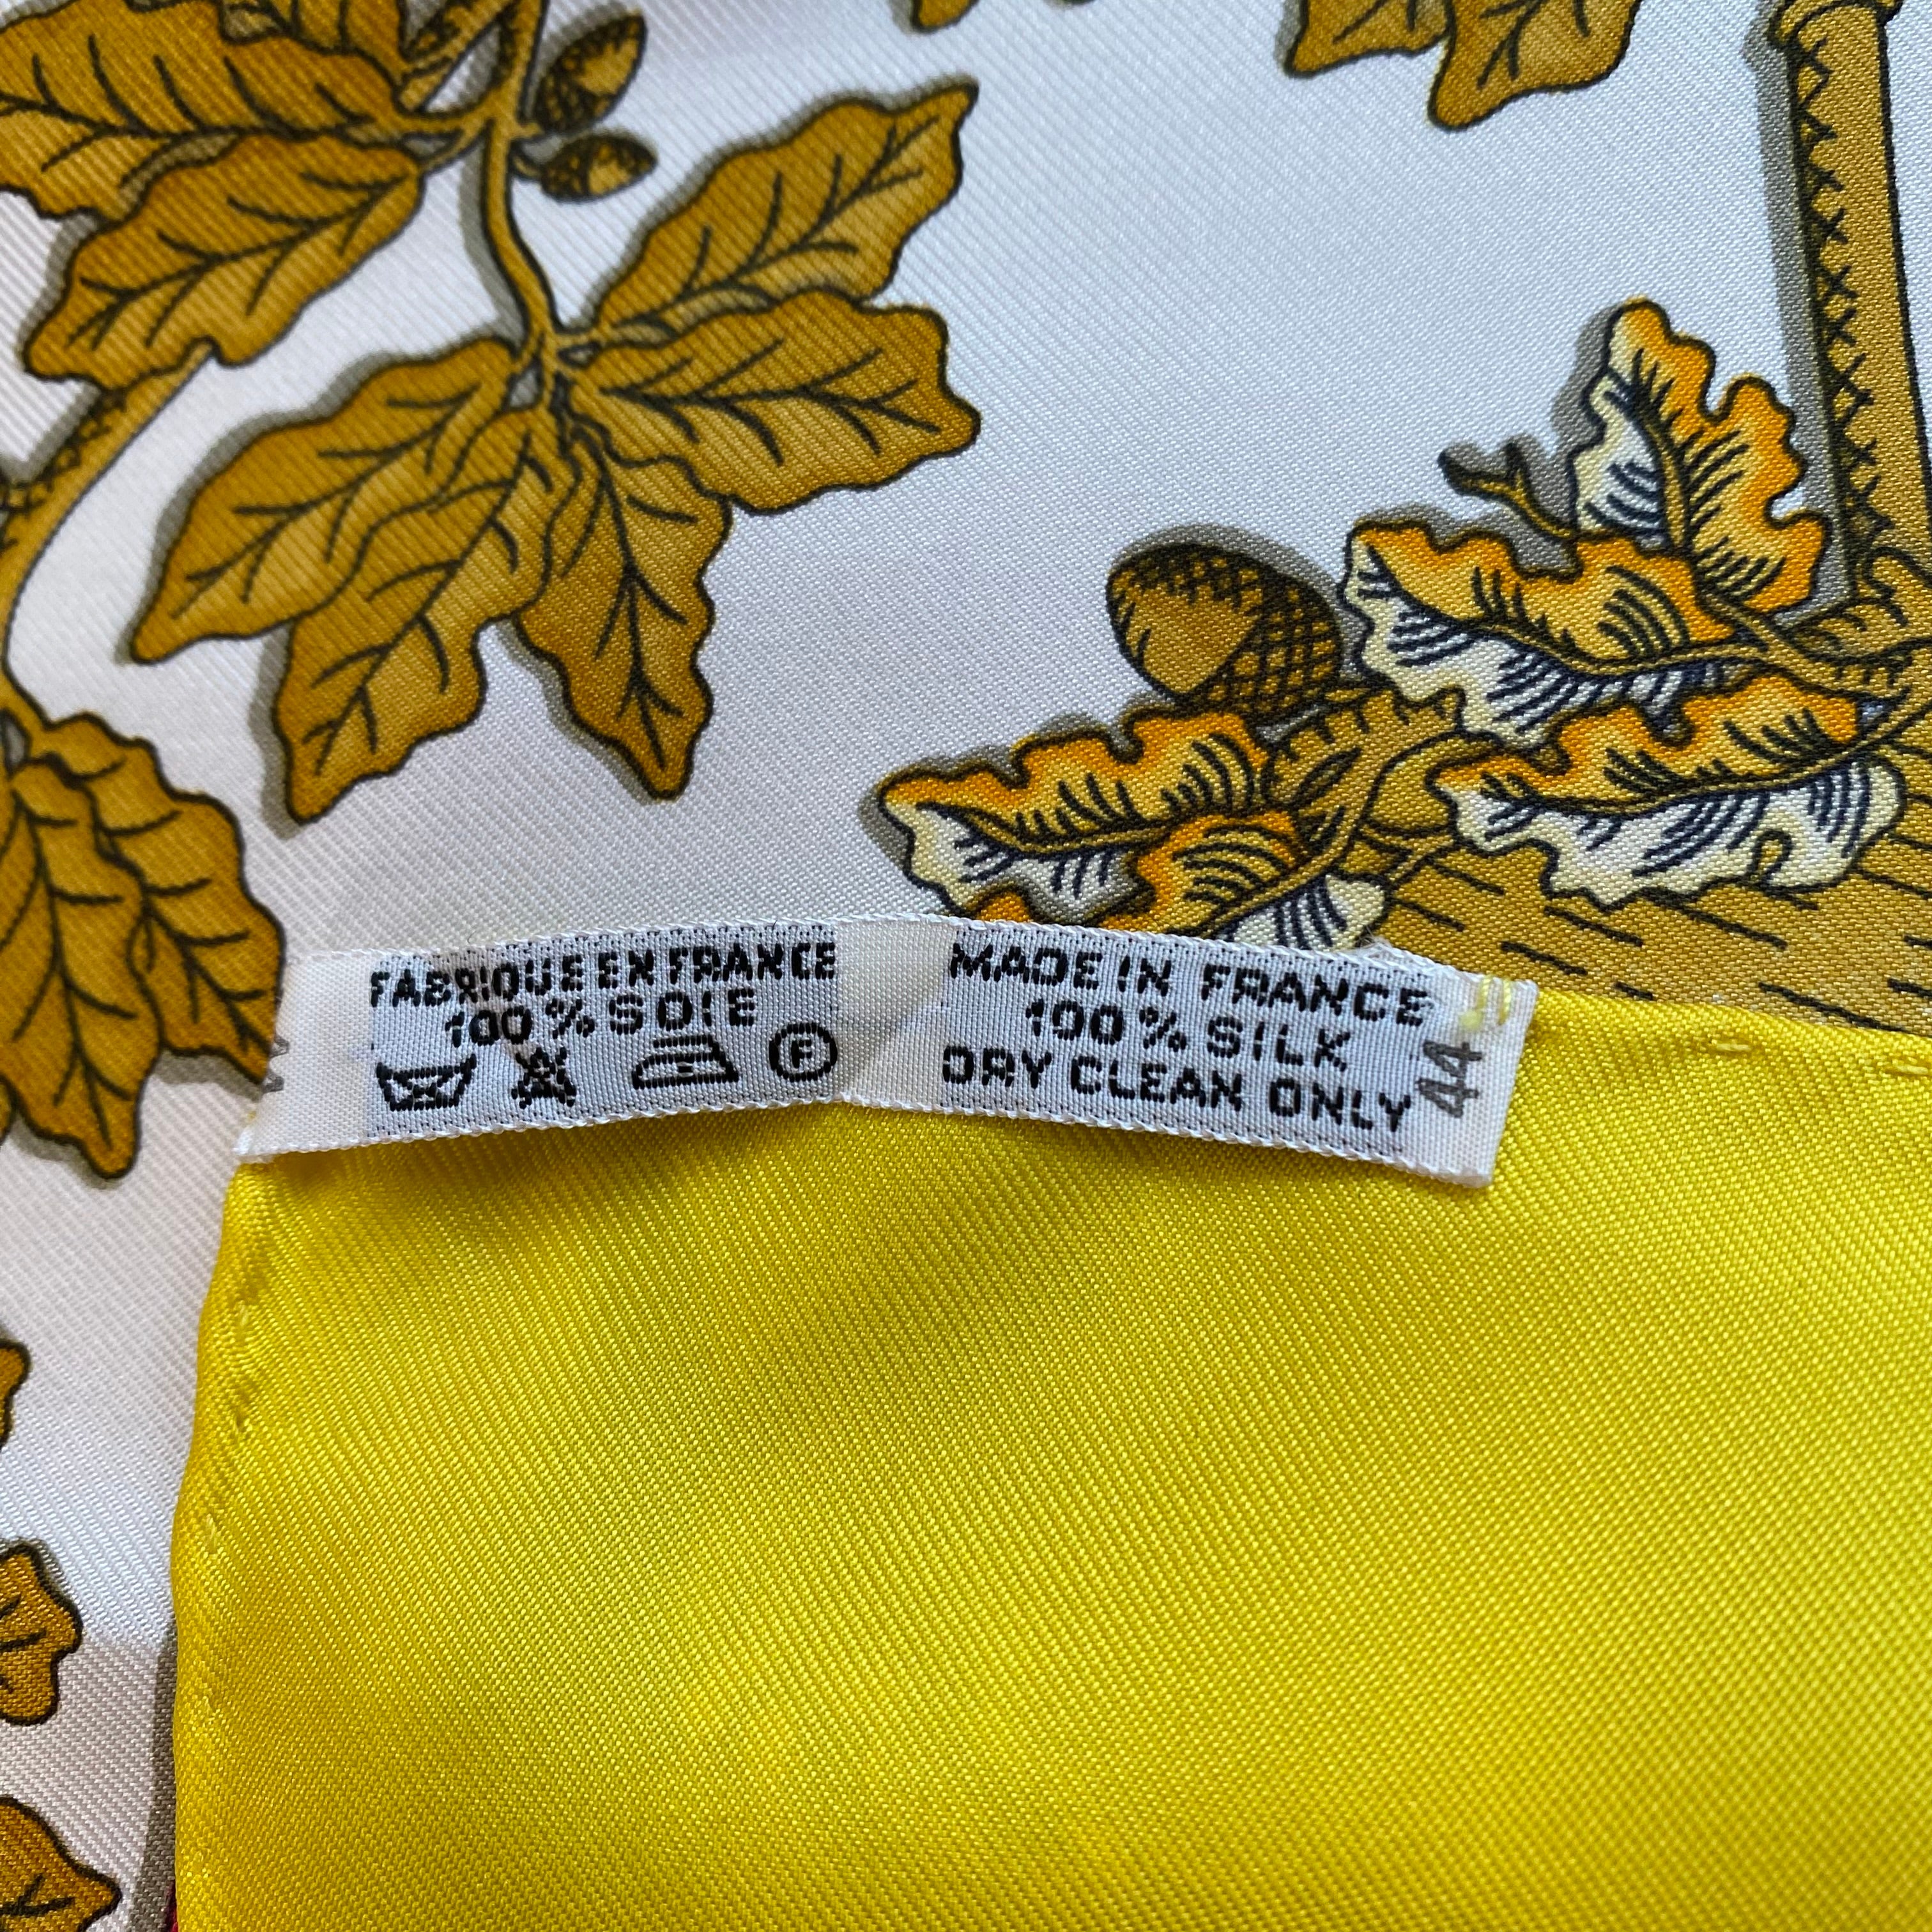 FABRIQUE EN FRANCE
100% SOIE
F
MADE IN FRANCE
100% SILK
DRY CLEAN ONLY
44